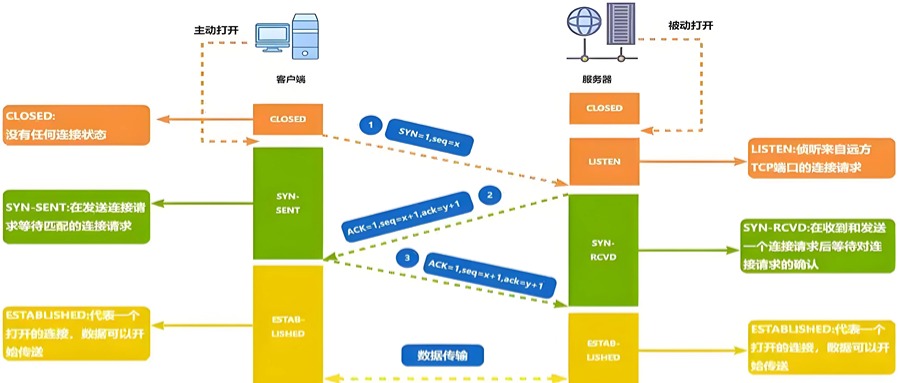 主动打开
被动打开
客户端
服务器
CLOSED:
没有任何连接状态
CLOSED
CLOSED
1
SYN=1,seq=x
LISTEN
LISTEN:侦听来自远方
TCP端口的连接请求
SYN-SENT:在发送连接请
求等待匹配的连接请求
SYN-
SENT
2
ACK=1,seq=x+1,ack=y+1
SYN-
RCVD
SYN-RCVD:在收到和发送
一个连接请求后等待对连
接请求的确认
3
ACK=1,seq=x+1,ack=y+1
ESTABLISHED:代表一个
打开的连接，数据可以开
始传送
ESTAB-
LISHED
数据传输
ESTAB-
LISHED
ESTABLISHED:代表一个
打开的连接，数据可以开
始传送